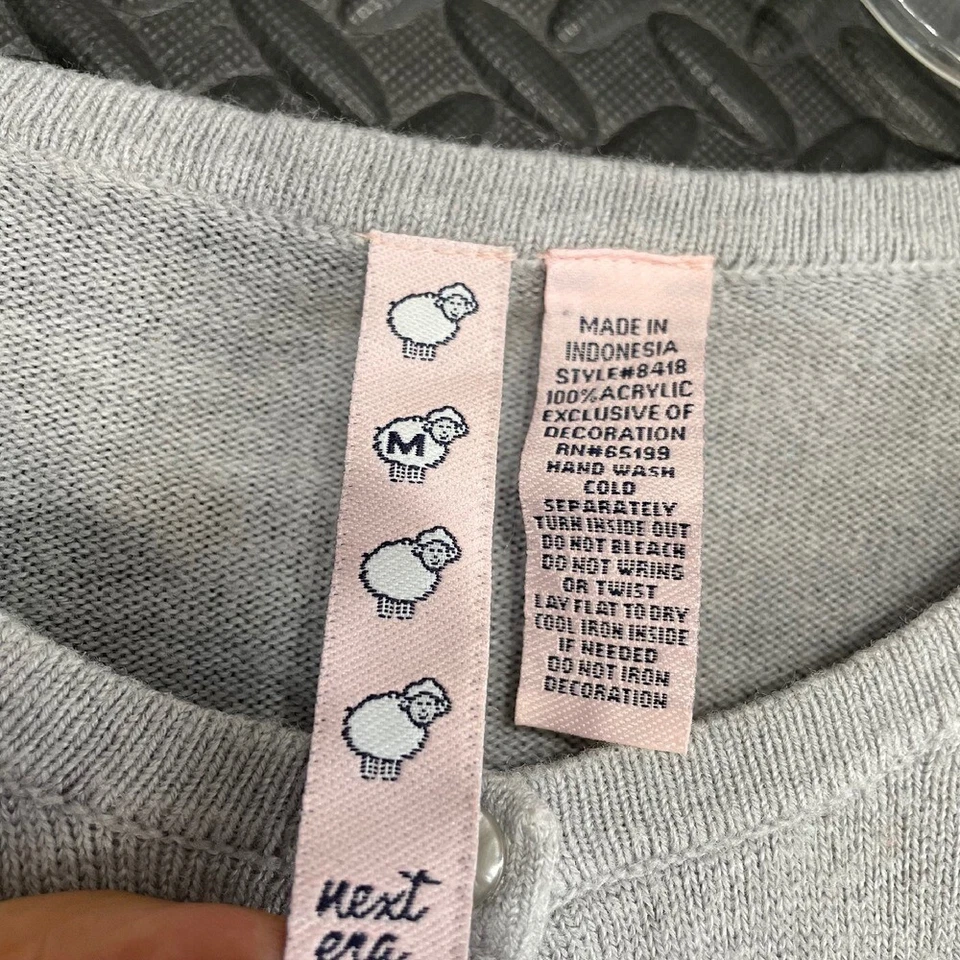 M
next
era
MADE IN
INDONESIA
STYLE#8418
100%ACRYLIC
EXCLUSIVE OF
DECORATION
RN#65199
HAND WASH
COLD
SEPARATELY
TURN INSIDE OUT
DO NOT BLEACH
DO NOT WRING
OR TWIST
LAY FLAT TO DRY
COOL IRON INSIDE
IF NEEDED
DO NOT IRON
DECORATION